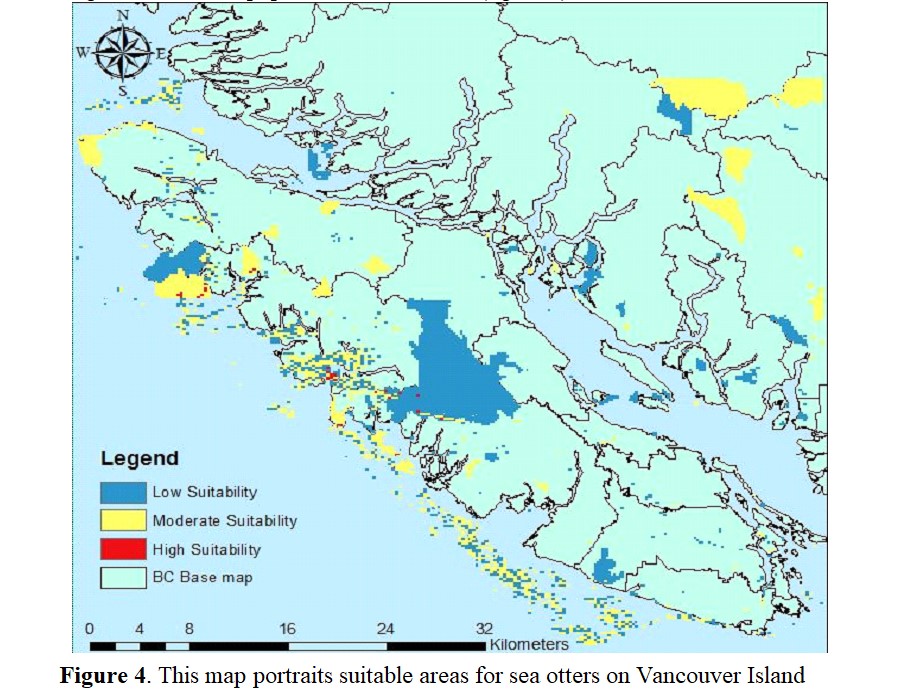 N
W E
S
Legend
Low Suitability
Moderate Suitability
High Suitability
BC Base map
0 4 8 16 24 32
Kilometers
Figure 4. This map portraits suitable areas for sea otters on Vancouver Island